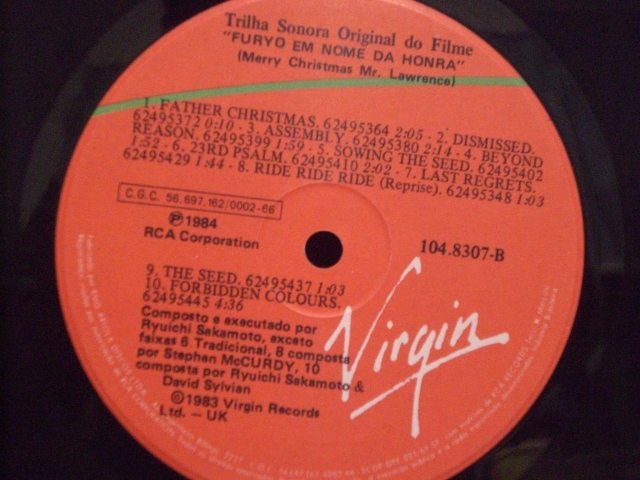 Trilha Sonora Original do Filme
"FURYO EM NOME DA HONRA"
(Merry Christmas Mr. Lawrence)
1. FATHER CHRISTMAS. 62495364 2:05 - 2. DISMISSED.
62495372 0:10 - 3. ASSEMBLY. 62495380 2:14 - 4. BEYOND
REASON. 62495399 1:59 - 5. SOWING THE SEED. 62495402
1:52 - 6. 23RD PSALM. 62495410 2:02 - 7. LAST REGRETS.
62495429 1:44 - 8. RIDE RIDE RIDE (Reprise). 62495348 1:03
C.G.C. 56.697.162/0002-66
℗1984
RCA Corporation
104.8307-B
9. THE SEED. 62495437 1:03
10. FORBIDDEN COLOURS.
62495445 4:36
Composto e executado por
Ryuichi Sakamoto, exceto
faixas 6 Tradicional, 8 composta
por Stephen McCURDY, 10
composta por Ryuichi Sakamoto &
David Sylvian
©1983 Virgin Records
Ltd. – UK
Virgin